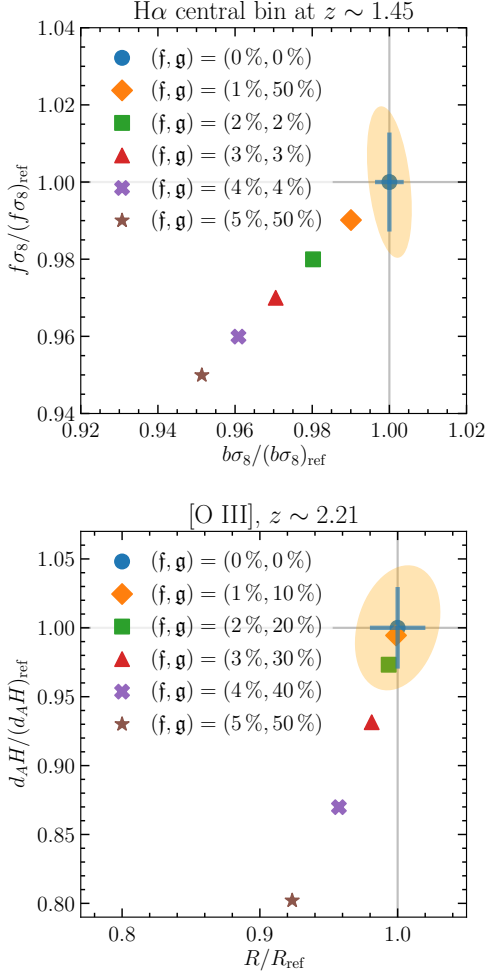 Hα central bin at z ∼ 1.45
(𝔣, 𝔤) = (0 %, 0 %)
(𝔣, 𝔤) = (1 %, 50 %)
(𝔣, 𝔤) = (2 %, 2 %)
(𝔣, 𝔤) = (3 %, 3 %)
(𝔣, 𝔤) = (4 %, 4 %)
(𝔣, 𝔤) = (5 %, 50 %)
1.06
1.04
1.02
1.00
0.98
0.96
0.94
fσ₈/(fσ₈)ref
0.92 0.94 0.96 0.98 1.00 1.02
bσ₈/(bσ₈)ref
[O III], z ∼ 2.21
(𝔣, 𝔤) = (0 %, 0 %)
(𝔣, 𝔤) = (1 %, 10 %)
(𝔣, 𝔤) = (2 %, 20 %)
(𝔣, 𝔤) = (3 %, 30 %)
(𝔣, 𝔤) = (4 %, 40 %)
(𝔣, 𝔤) = (5 %, 50 %)
1.05
1.00
0.95
0.90
0.85
0.80
d_A H/(d_A H)ref
0.8 0.9 1.0
R/Rref